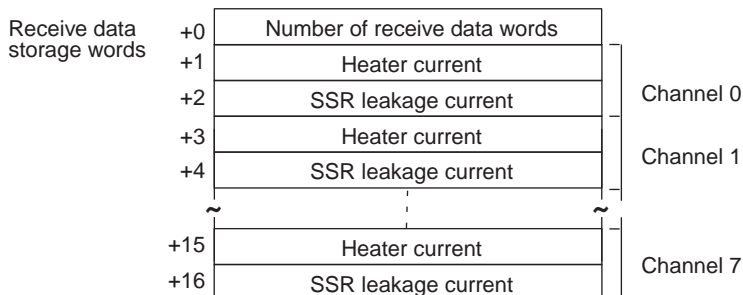 Receive data
storage words
+0 Number of receive data words
+1 Heater current
+2 SSR leakage current
Channel 0
+3 Heater current
+4 SSR leakage current
Channel 1
~ ~
+15 Heater current
+16 SSR leakage current
Channel 7